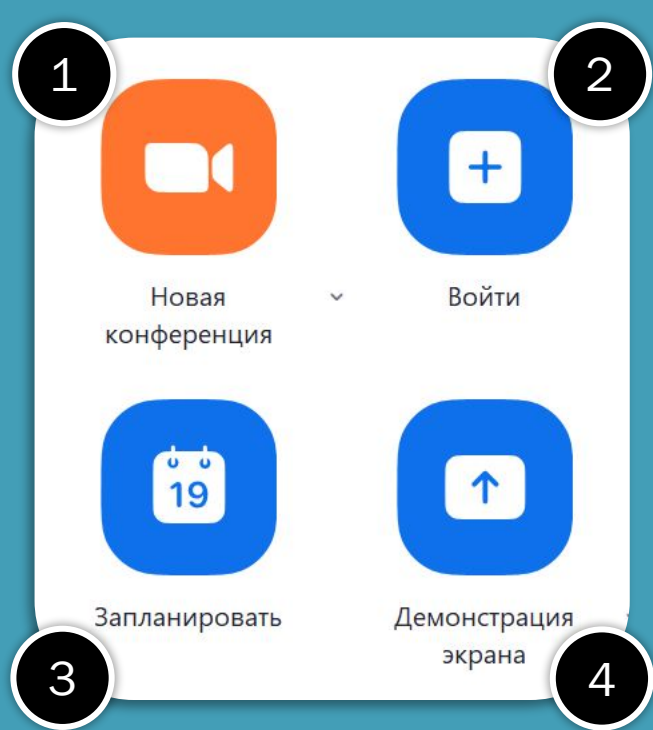 1
2
Новая
конференция
Войти
19
Запланировать
Демонстрация
экрана
3
4